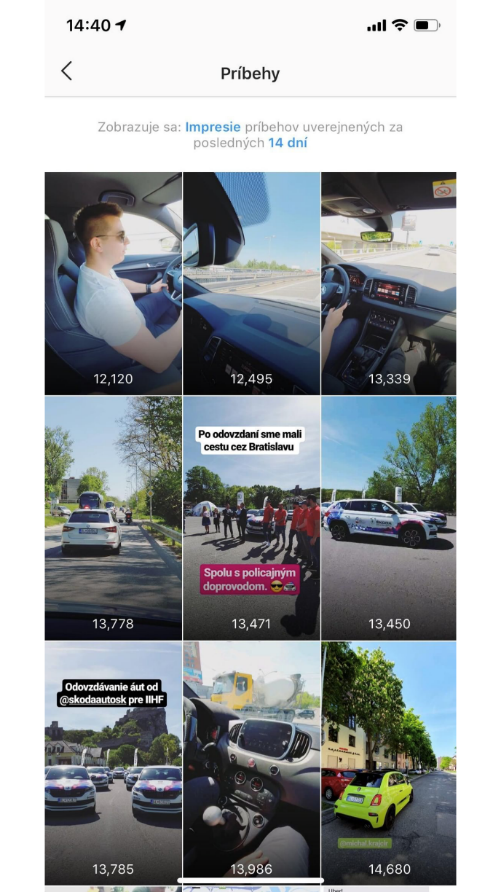 14:40
Príbehy
Zobrazuje sa: Impresie príbehov uverejnených za
posledných 14 dní
12,120
12,495
13,339
13,778
Po odovzdaní sme mali
cestu cez Bratislavu
Spolu s policajným
doprovodom. 😎🚓
13,471
13,450
Odovzdávanie áut od
@skodaautosk pre IIHF
13,785
13,986
14,680